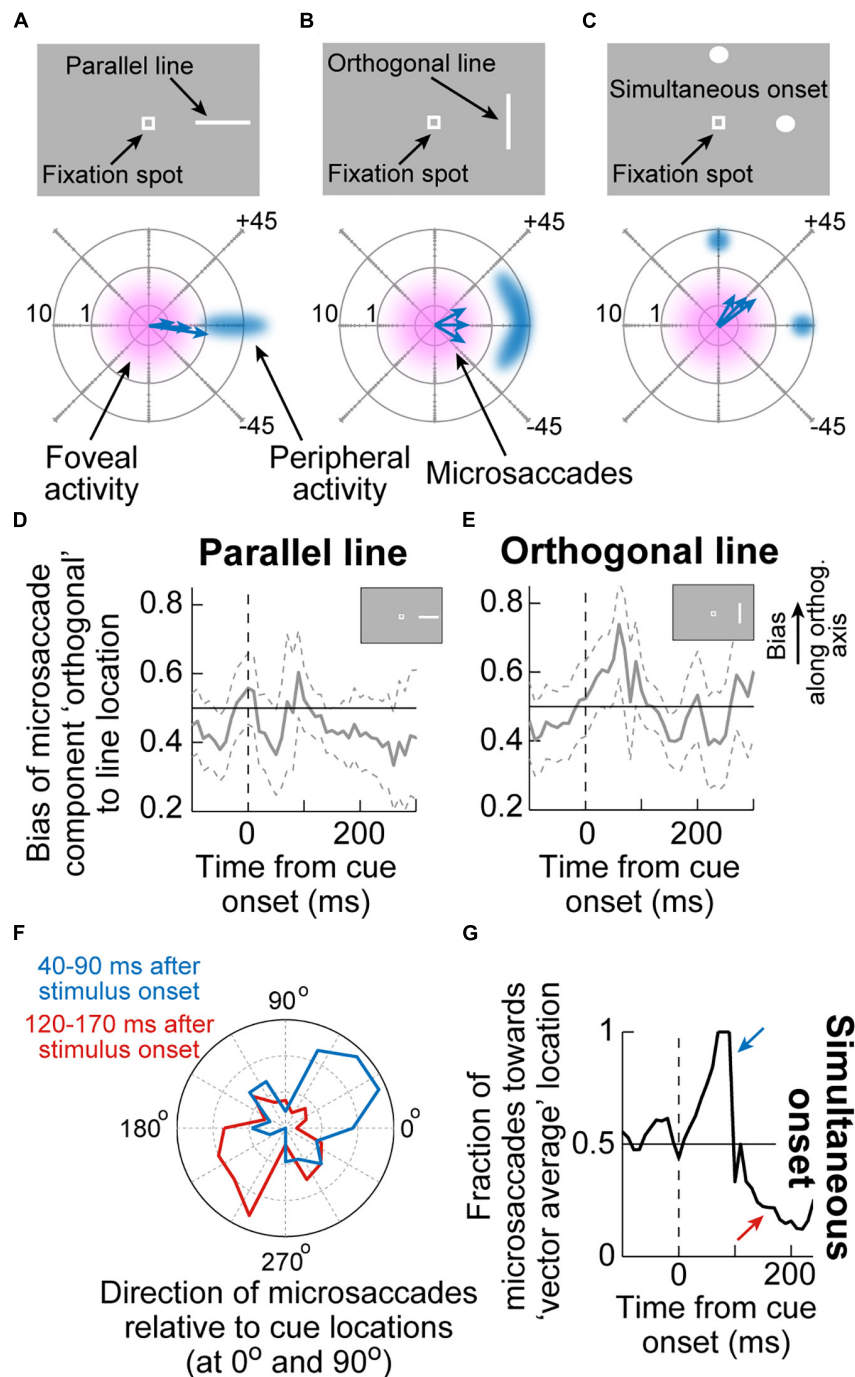 A
B
C
Parallel line
Fixation spot
Orthogonal line
Fixation spot
Simultaneous onset
Fixation spot
+45
10
1
-45
+45
10
1
-45
+45
10
1
-45
Foveal
activity
Peripheral
activity
Microsaccades
D
Parallel line
Bias of microsaccade
component ‘orthogonal’
to line location
0.8
0.6
0.4
0.2
0
200
Time from cue
onset (ms)
E
Orthogonal line
0.8
0.6
0.4
0.2
0
200
Time from cue
onset (ms)
Bias
along orthog.
axis
F
40-90 ms after
stimulus onset
120-170 ms after
stimulus onset
90°
180°
0°
270°
Direction of microsaccades
relative to cue locations
(at 0° and 90°)
G
Fraction of
microsaccades towards
‘vector average’ location
1
0.5
0
0
200
Time from cue
onset (ms)
Simultaneous
onset